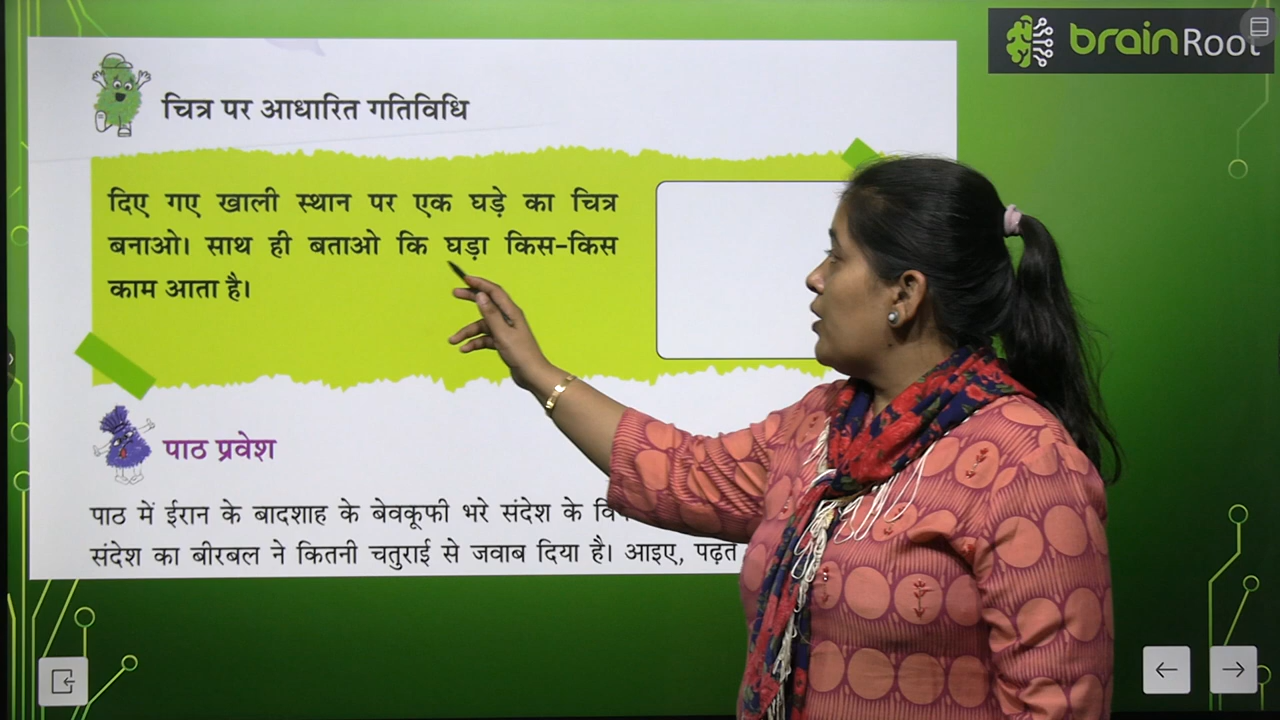 brainRoot
चित्र पर आधारित गतिविधि
दिए गए खाली स्थान पर एक घड़े का चित्र
बनाओ। साथ ही बताओ कि घड़ा किस-किस
काम आता है।
पाठ प्रवेश
पाठ में ईरान के बादशाह के बेवकूफी भरे संदेश के
संदेश का बीरबल ने कितनी चतुराई से जवाब दिया है। आइए,